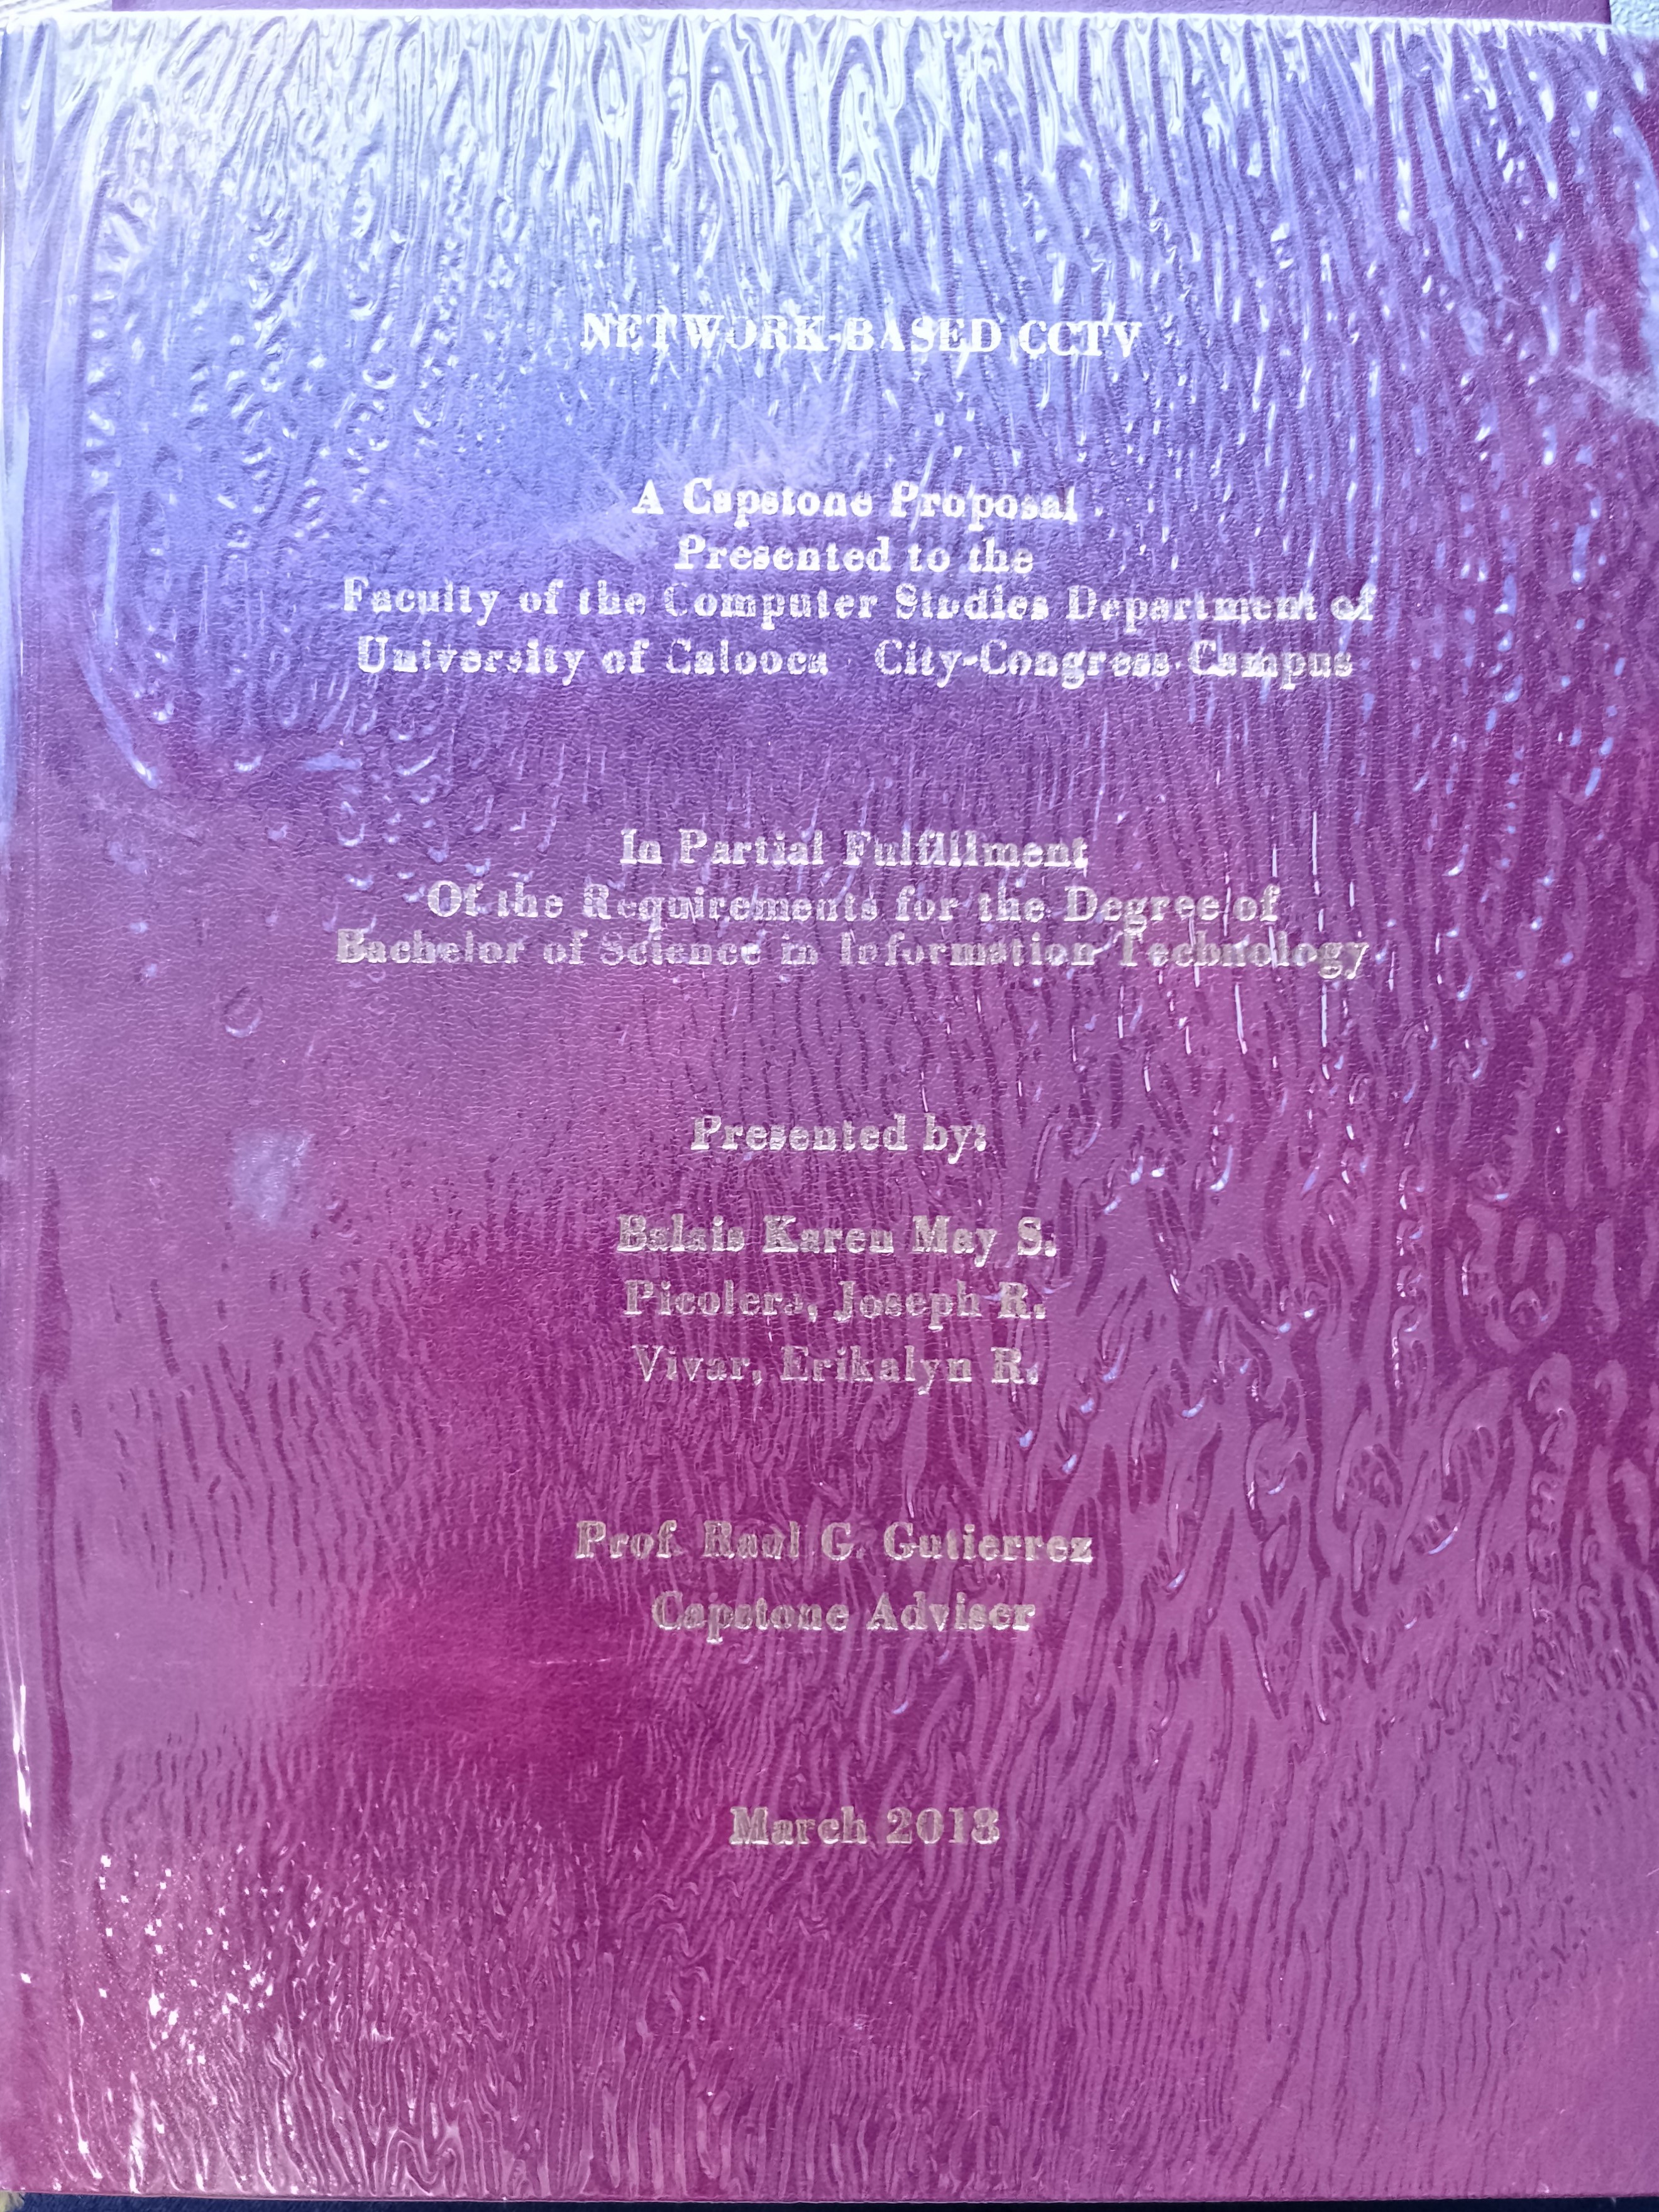 NETWORK-BASED CCTV
A Capstone Proposal
Presented to the
Faculty of the Computer Studies Department of
University of Calooca City-Congress Campus
In Partial Fulfillment
Of the Requirements for the Degree of
Bachelor of Science in Information Technology
Presented by:
Balais Karen May S.
Picolera, Joseph R.
Vivar, Erikalyn R.
Prof. Raul G. Gutierrez
Capstone Adviser
March 2013